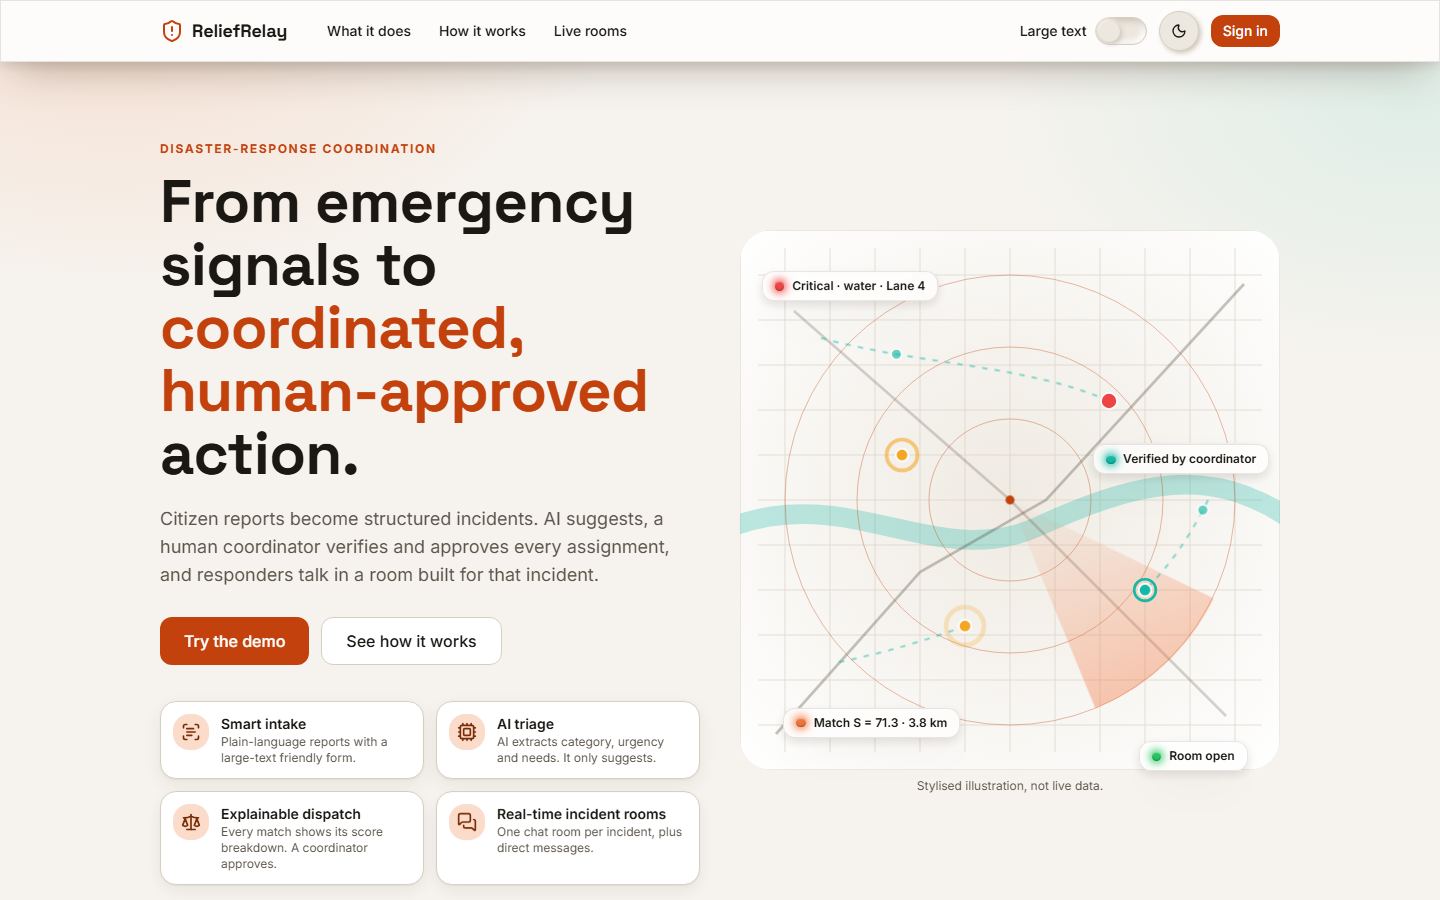 ReliefRelay
What it does
How it works
Live rooms
Large text
Sign in
DISASTER-RESPONSE COORDINATION
From emergency
signals to
coordinated,
human-approved
action.
Citizen reports become structured incidents. AI suggests, a
human coordinator verifies and approves every assignment,
and responders talk in a room built for that incident.
Try the demo
See how it works
Smart intake
Plain-language reports with a
large-text friendly form.
AI triage
AI extracts category, urgency
and needs. It only suggests.
Explainable dispatch
Every match shows its score
breakdown. A coordinator
approves.
Real-time incident rooms
One chat room per incident, plus
direct messages.
Critical · water · Lane 4
Verified by coordinator
Match S = 71.3 · 3.8 km
Room open
Stylised illustration, not live data.